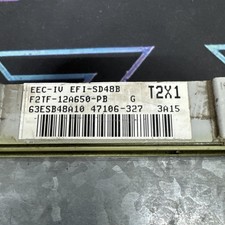 EEC-IV EFI-SD48B T2X1
F2TF-12A650-PB G
63ESB48A10 47106-327 3A15